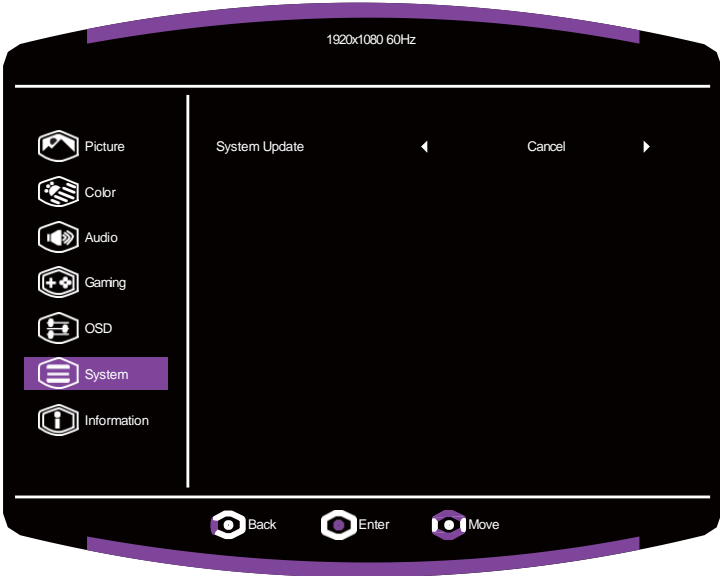 1920x1080 60Hz
Picture
System Update
Cancel
Color
Audio
Gaming
OSD
System
Information
Back
Enter
Move